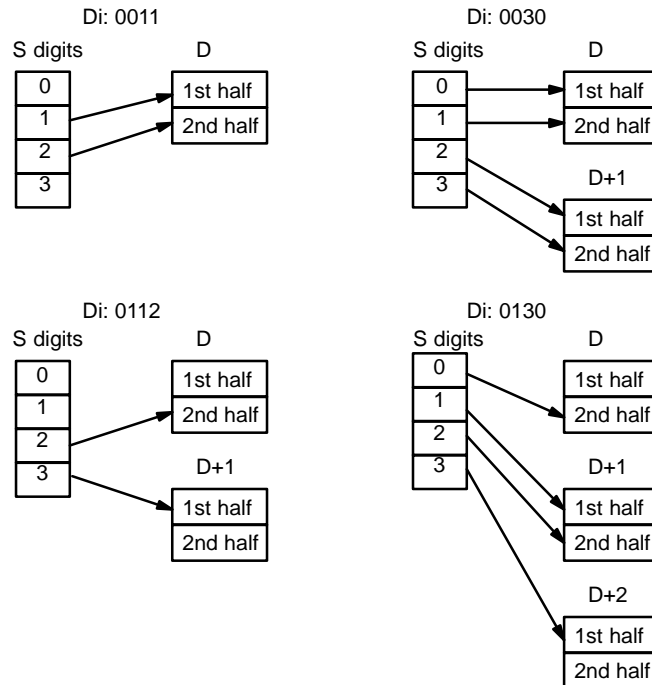 Di: 0011
S digits
D
0
1
2
3
1st half
2nd half
Di: 0030
S digits
D
0
1
2
3
1st half
2nd half
D+1
1st half
2nd half
Di: 0112
S digits
D
0
1
2
3
1st half
2nd half
D+1
1st half
2nd half
Di: 0130
S digits
D
0
1
2
3
1st half
2nd half
D+1
1st half
2nd half
D+2
1st half
2nd half